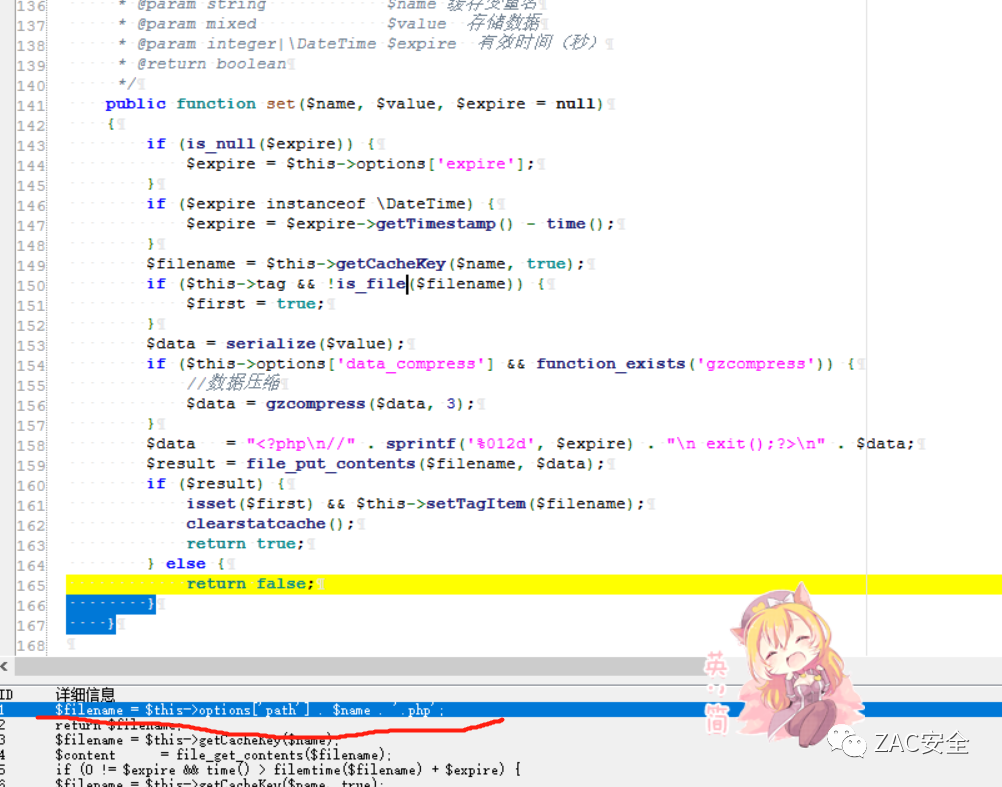 136 * @param string $name 缓存变量名
137 * @param mixed $value 存储数据
138 * @param integer|\DateTime $expire 有效时间（秒）
139 * @return boolean
140 */
141 public function set($name, $value, $expire = null)
142 {
143 if (is_null($expire)) {
144 $expire = $this->options['expire'];
145 }
146 if ($expire instanceof \DateTime) {
147 $expire = $expire->getTimestamp() - time();
148 }
149 $filename = $this->getCacheKey($name, true);
150 if ($this->tag && !is_file($filename)) {
151 $first = true;
152 }
153 $data = serialize($value);
154 if ($this->options['data_compress'] && function_exists('gzcompress')) {
155 //数据压缩
156 $data = gzcompress($data, 3);
157 }
158 $data = "<?php\n//" . sprintf('%012d', $expire) . "\n exit();?>\n" . $data;
159 $result = file_put_contents($filename, $data);
160 if ($result) {
161 isset($first) && $this->setTagItem($filename);
162 clearstatcache();
163 return true;
164 } else {
165 return false;
166 }
167 }
168
英
简
ID 详细信息
1 $filename = $this->options['path'] . $name . '.php';
2 return $filename;
3 $filename = $this->getCacheKey($name);
4 $content = file_get_contents($filename);
5 if (0 != $expire && time() > filemtime($filename) + $expire) {
6 $filename = $this->getCacheKey($name, true);
ZAC安全